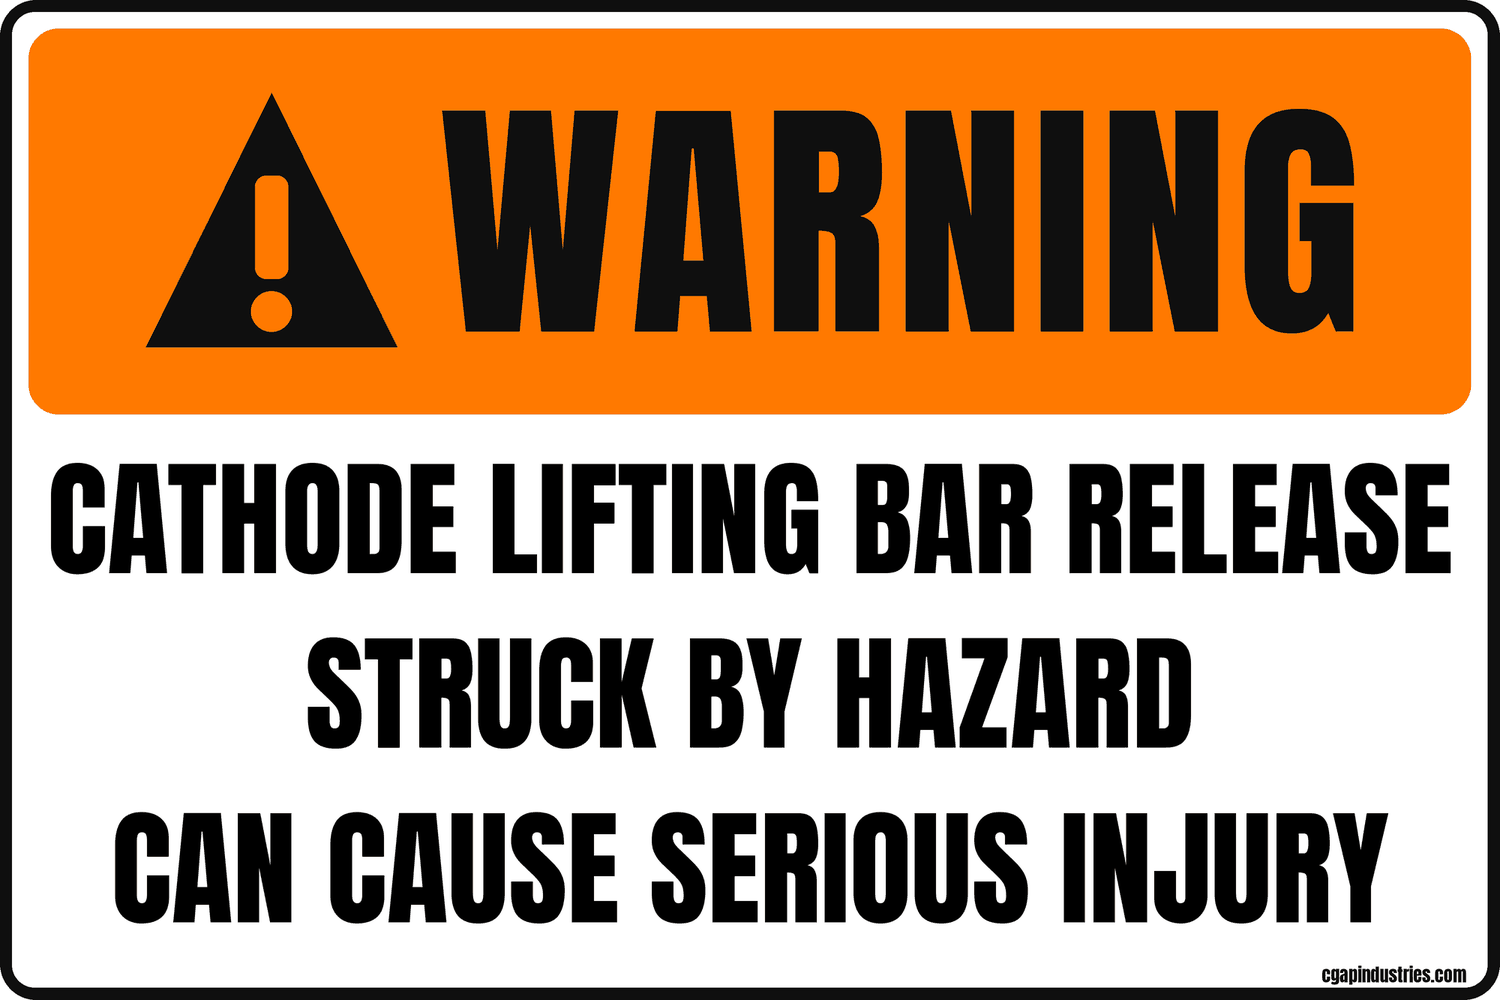 WARNING
CATHODE LIFTING BAR RELEASE
STRUCK BY HAZARD
CAN CAUSE SERIOUS INJURY
cgapindustries.com